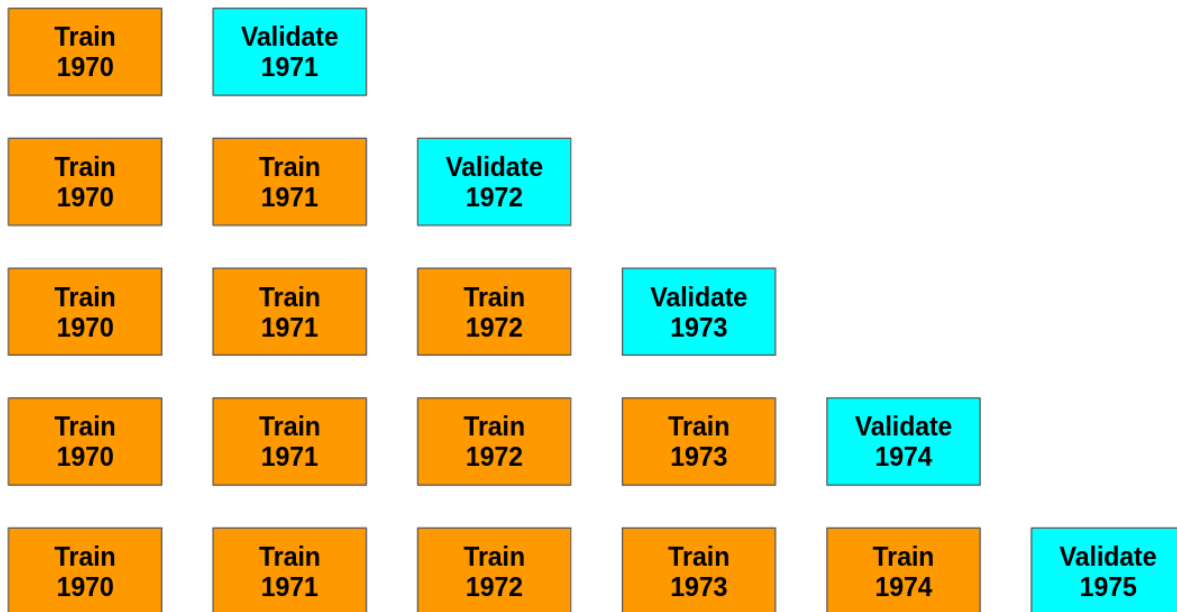 Train Validate
1970 1971
Train Train Validate
1970 1971 1972
Train Train Train Validate
1970 1971 1972 1973
Train Train Train Train Validate
1970 1971 1972 1973 1974
Train Train Train Train Train Validate
1970 1971 1972 1973 1974 1975